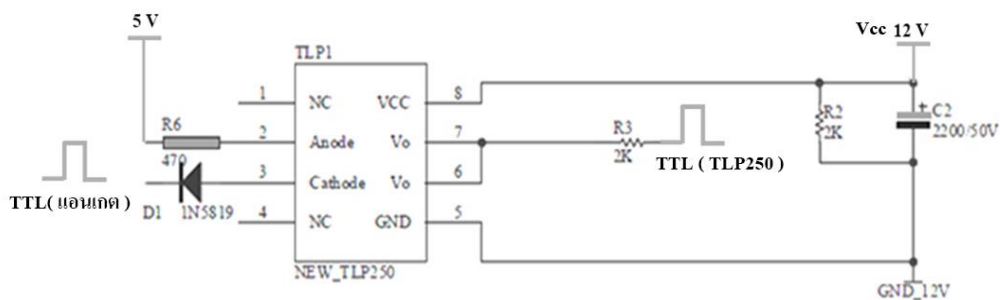 5 V
Vcc 12 V
TLP1
1 NC VCC 8
R6
2 Anode Vo 7
470
R3
2K
R2
2K
C2
2200/50V
+
TTL ( TLP250 )
3 Cathode Vo 6
TTL( แอนเกต )
D1 1N5819
4 NC GND 5
NEW_TLP250
GND_12V